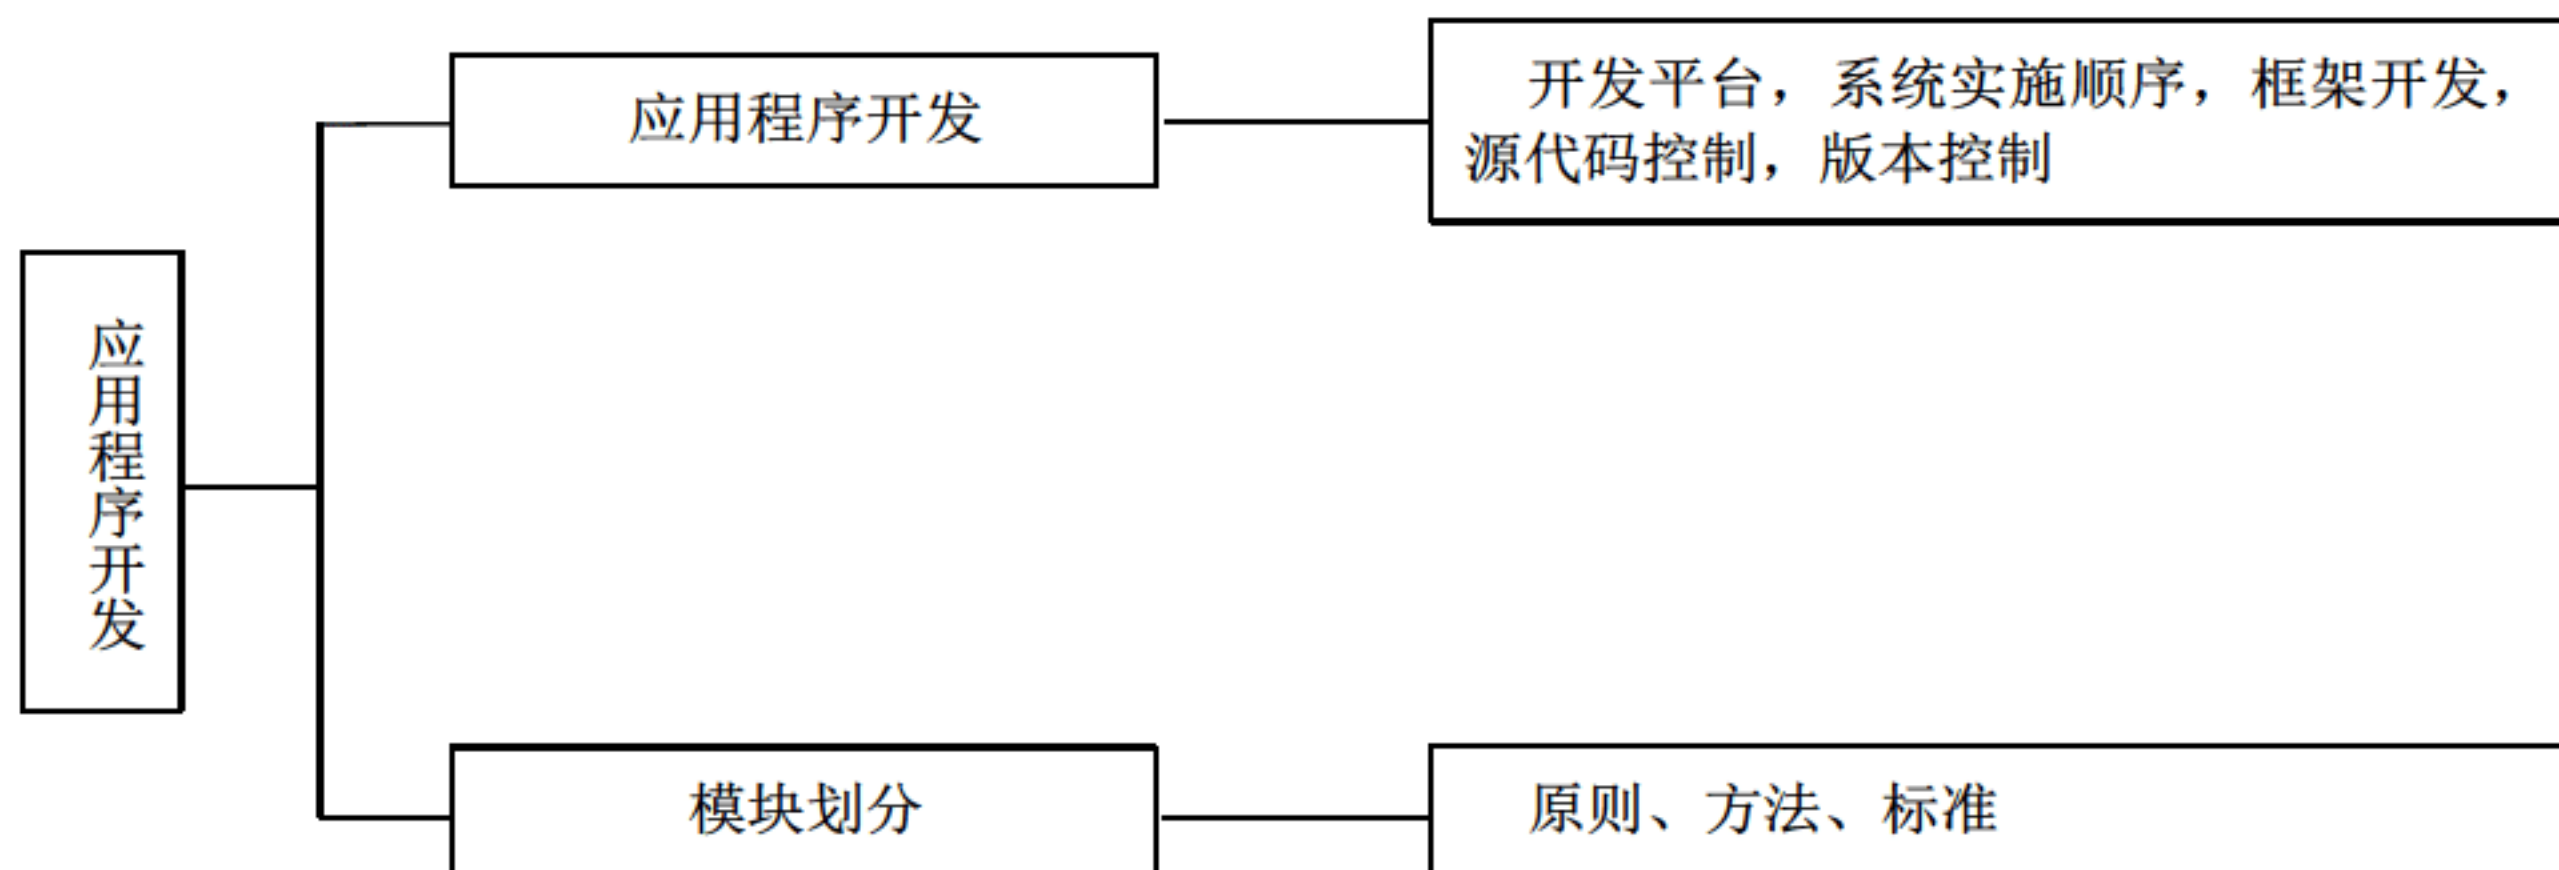 应用程序开发
开发平台，系统实施顺序，框架开发，
源代码控制，版本控制
应用程序开发
模块划分
原则、方法、标准